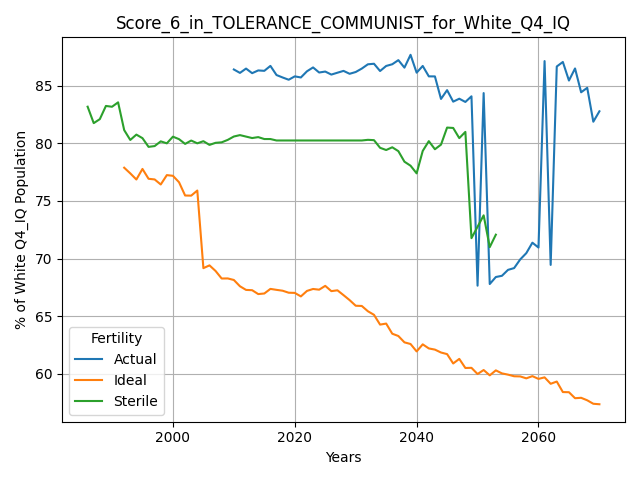 Score_6_in_TOLERANCE_COMMUNIST_for_White_Q4_IQ
% of White Q4_IQ Population
85
80
75
70
65
60
Fertility
Actual
Ideal
Sterile
2000
2020
2040
2060
Years